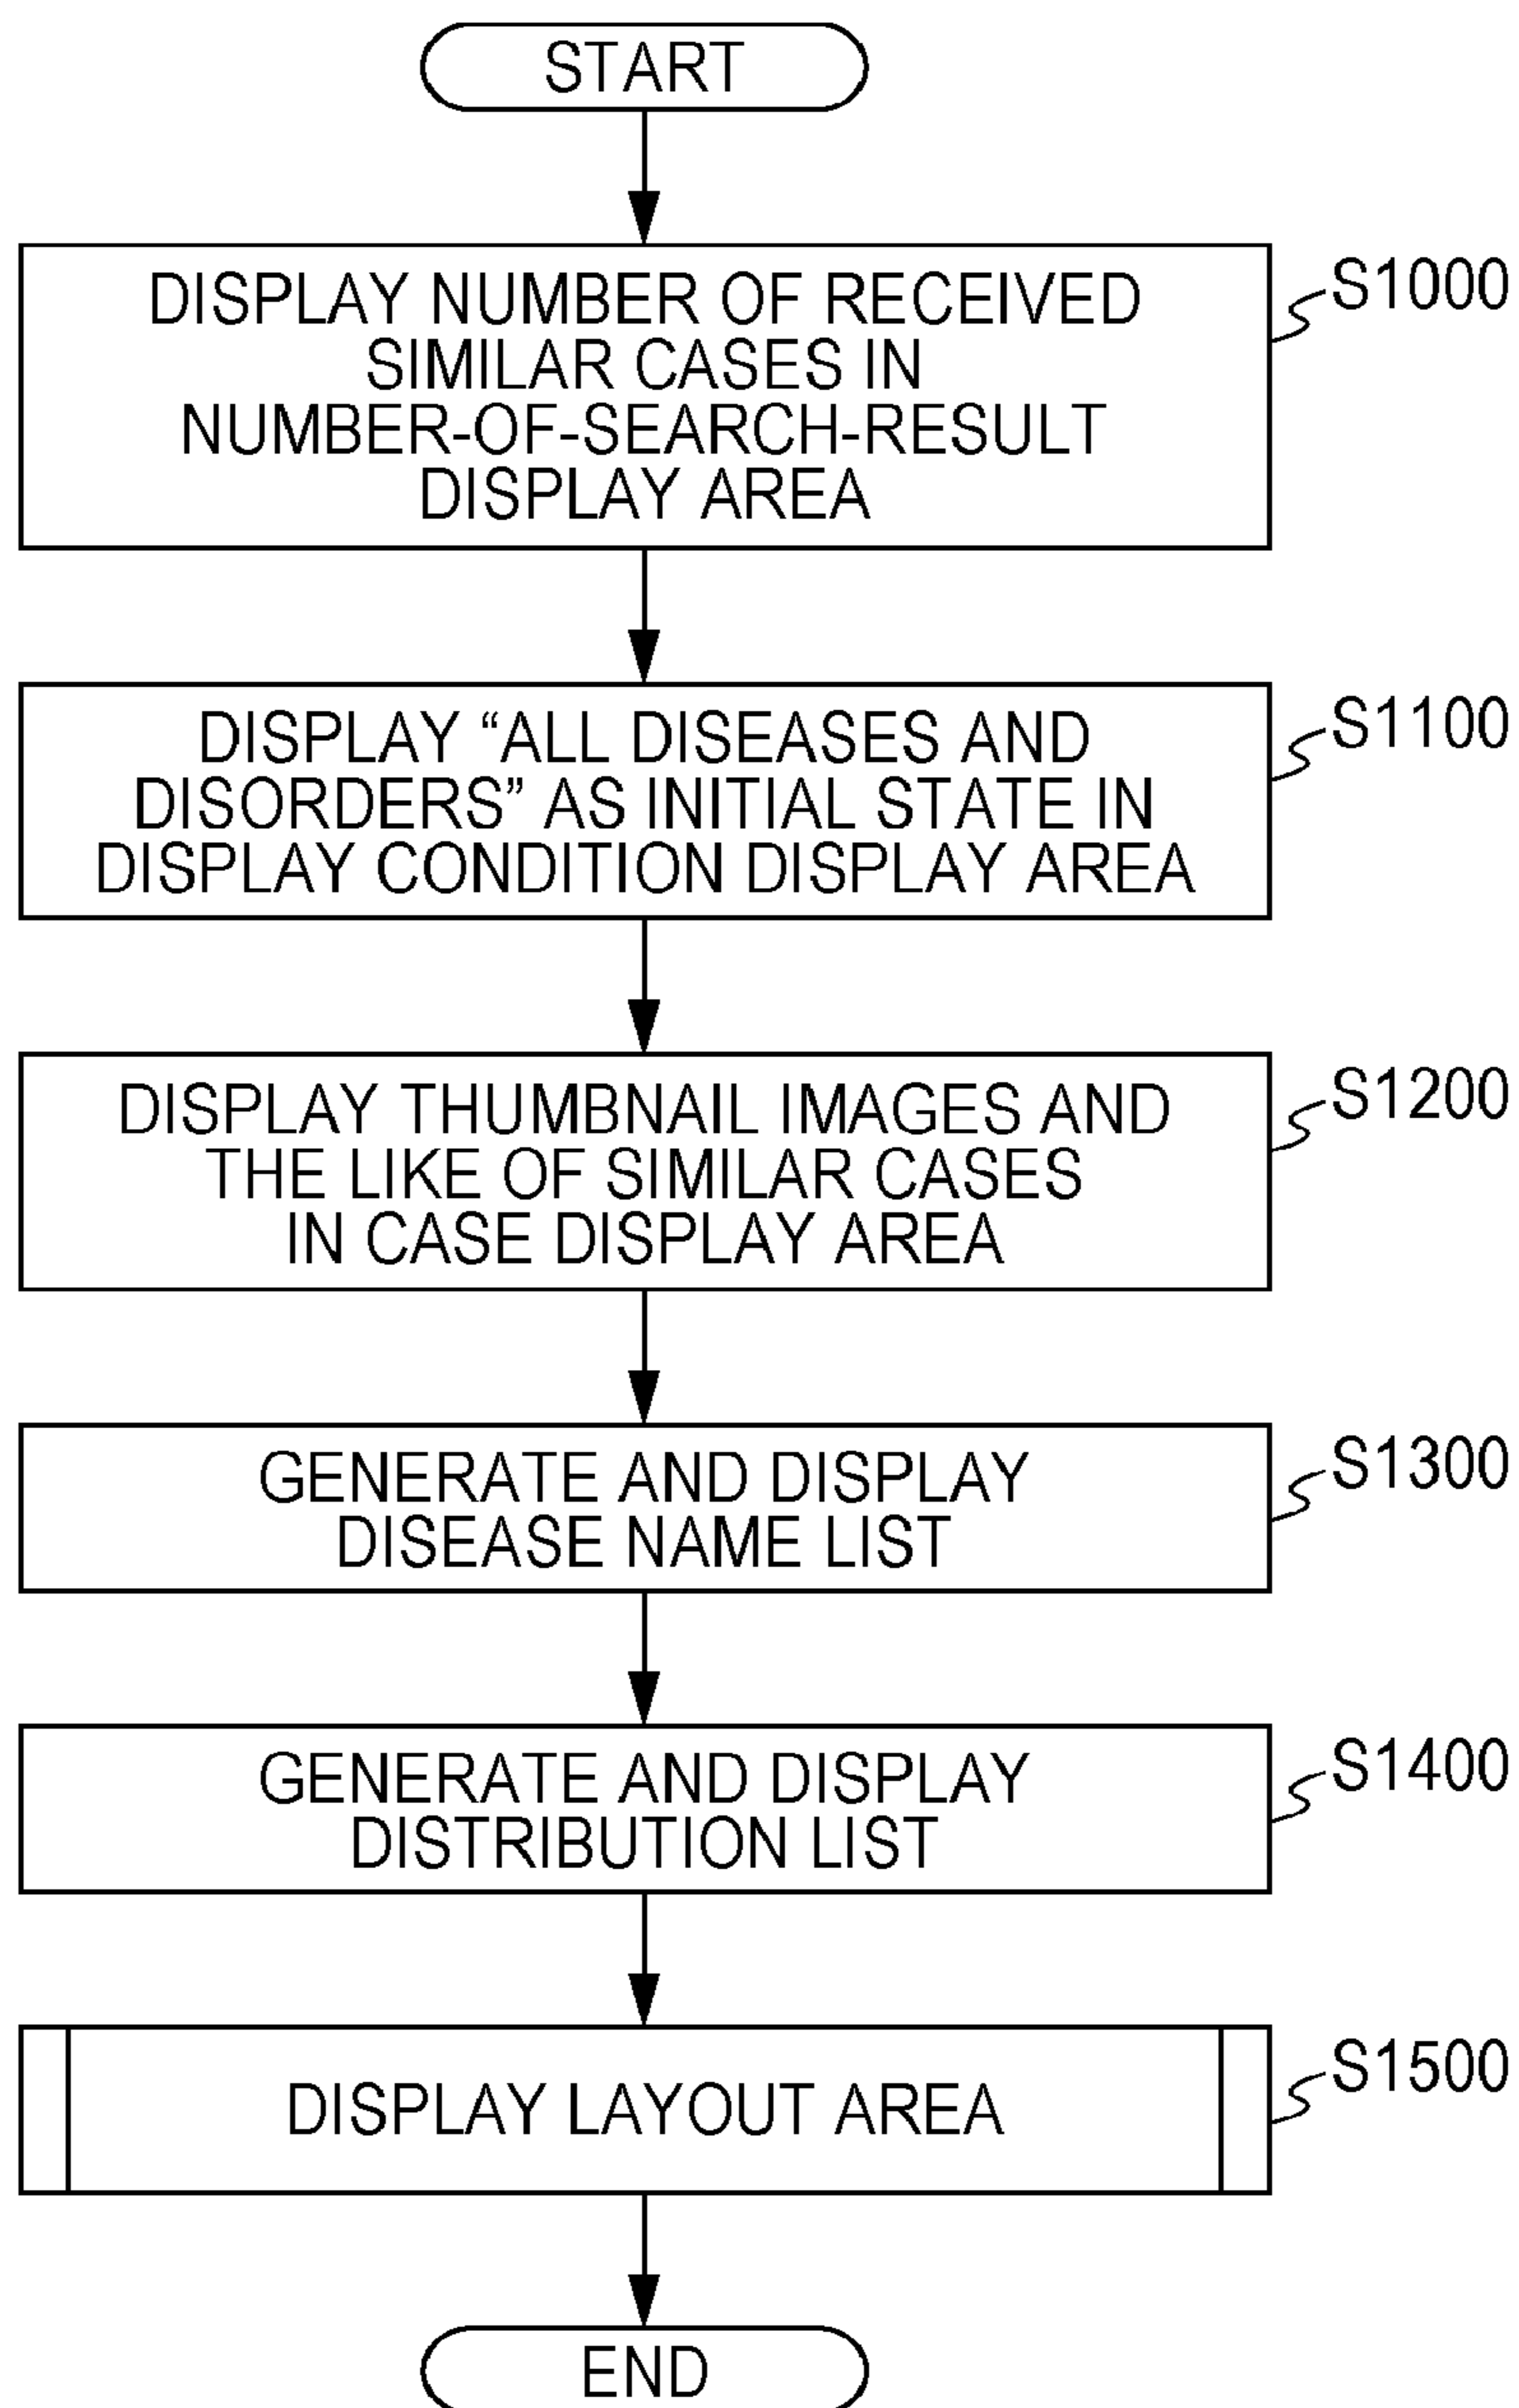 START
DISPLAY NUMBER OF RECEIVED
SIMILAR CASES IN
NUMBER-OF-SEARCH-RESULT
DISPLAY AREA
S1000
DISPLAY “ALL DISEASES AND
DISORDERS” AS INITIAL STATE IN
DISPLAY CONDITION DISPLAY AREA
S1100
DISPLAY THUMBNAIL IMAGES AND
THE LIKE OF SIMILAR CASES
IN CASE DISPLAY AREA
S1200
GENERATE AND DISPLAY
DISEASE NAME LIST
S1300
GENERATE AND DISPLAY
DISTRIBUTION LIST
S1400
DISPLAY LAYOUT AREA
S1500
END